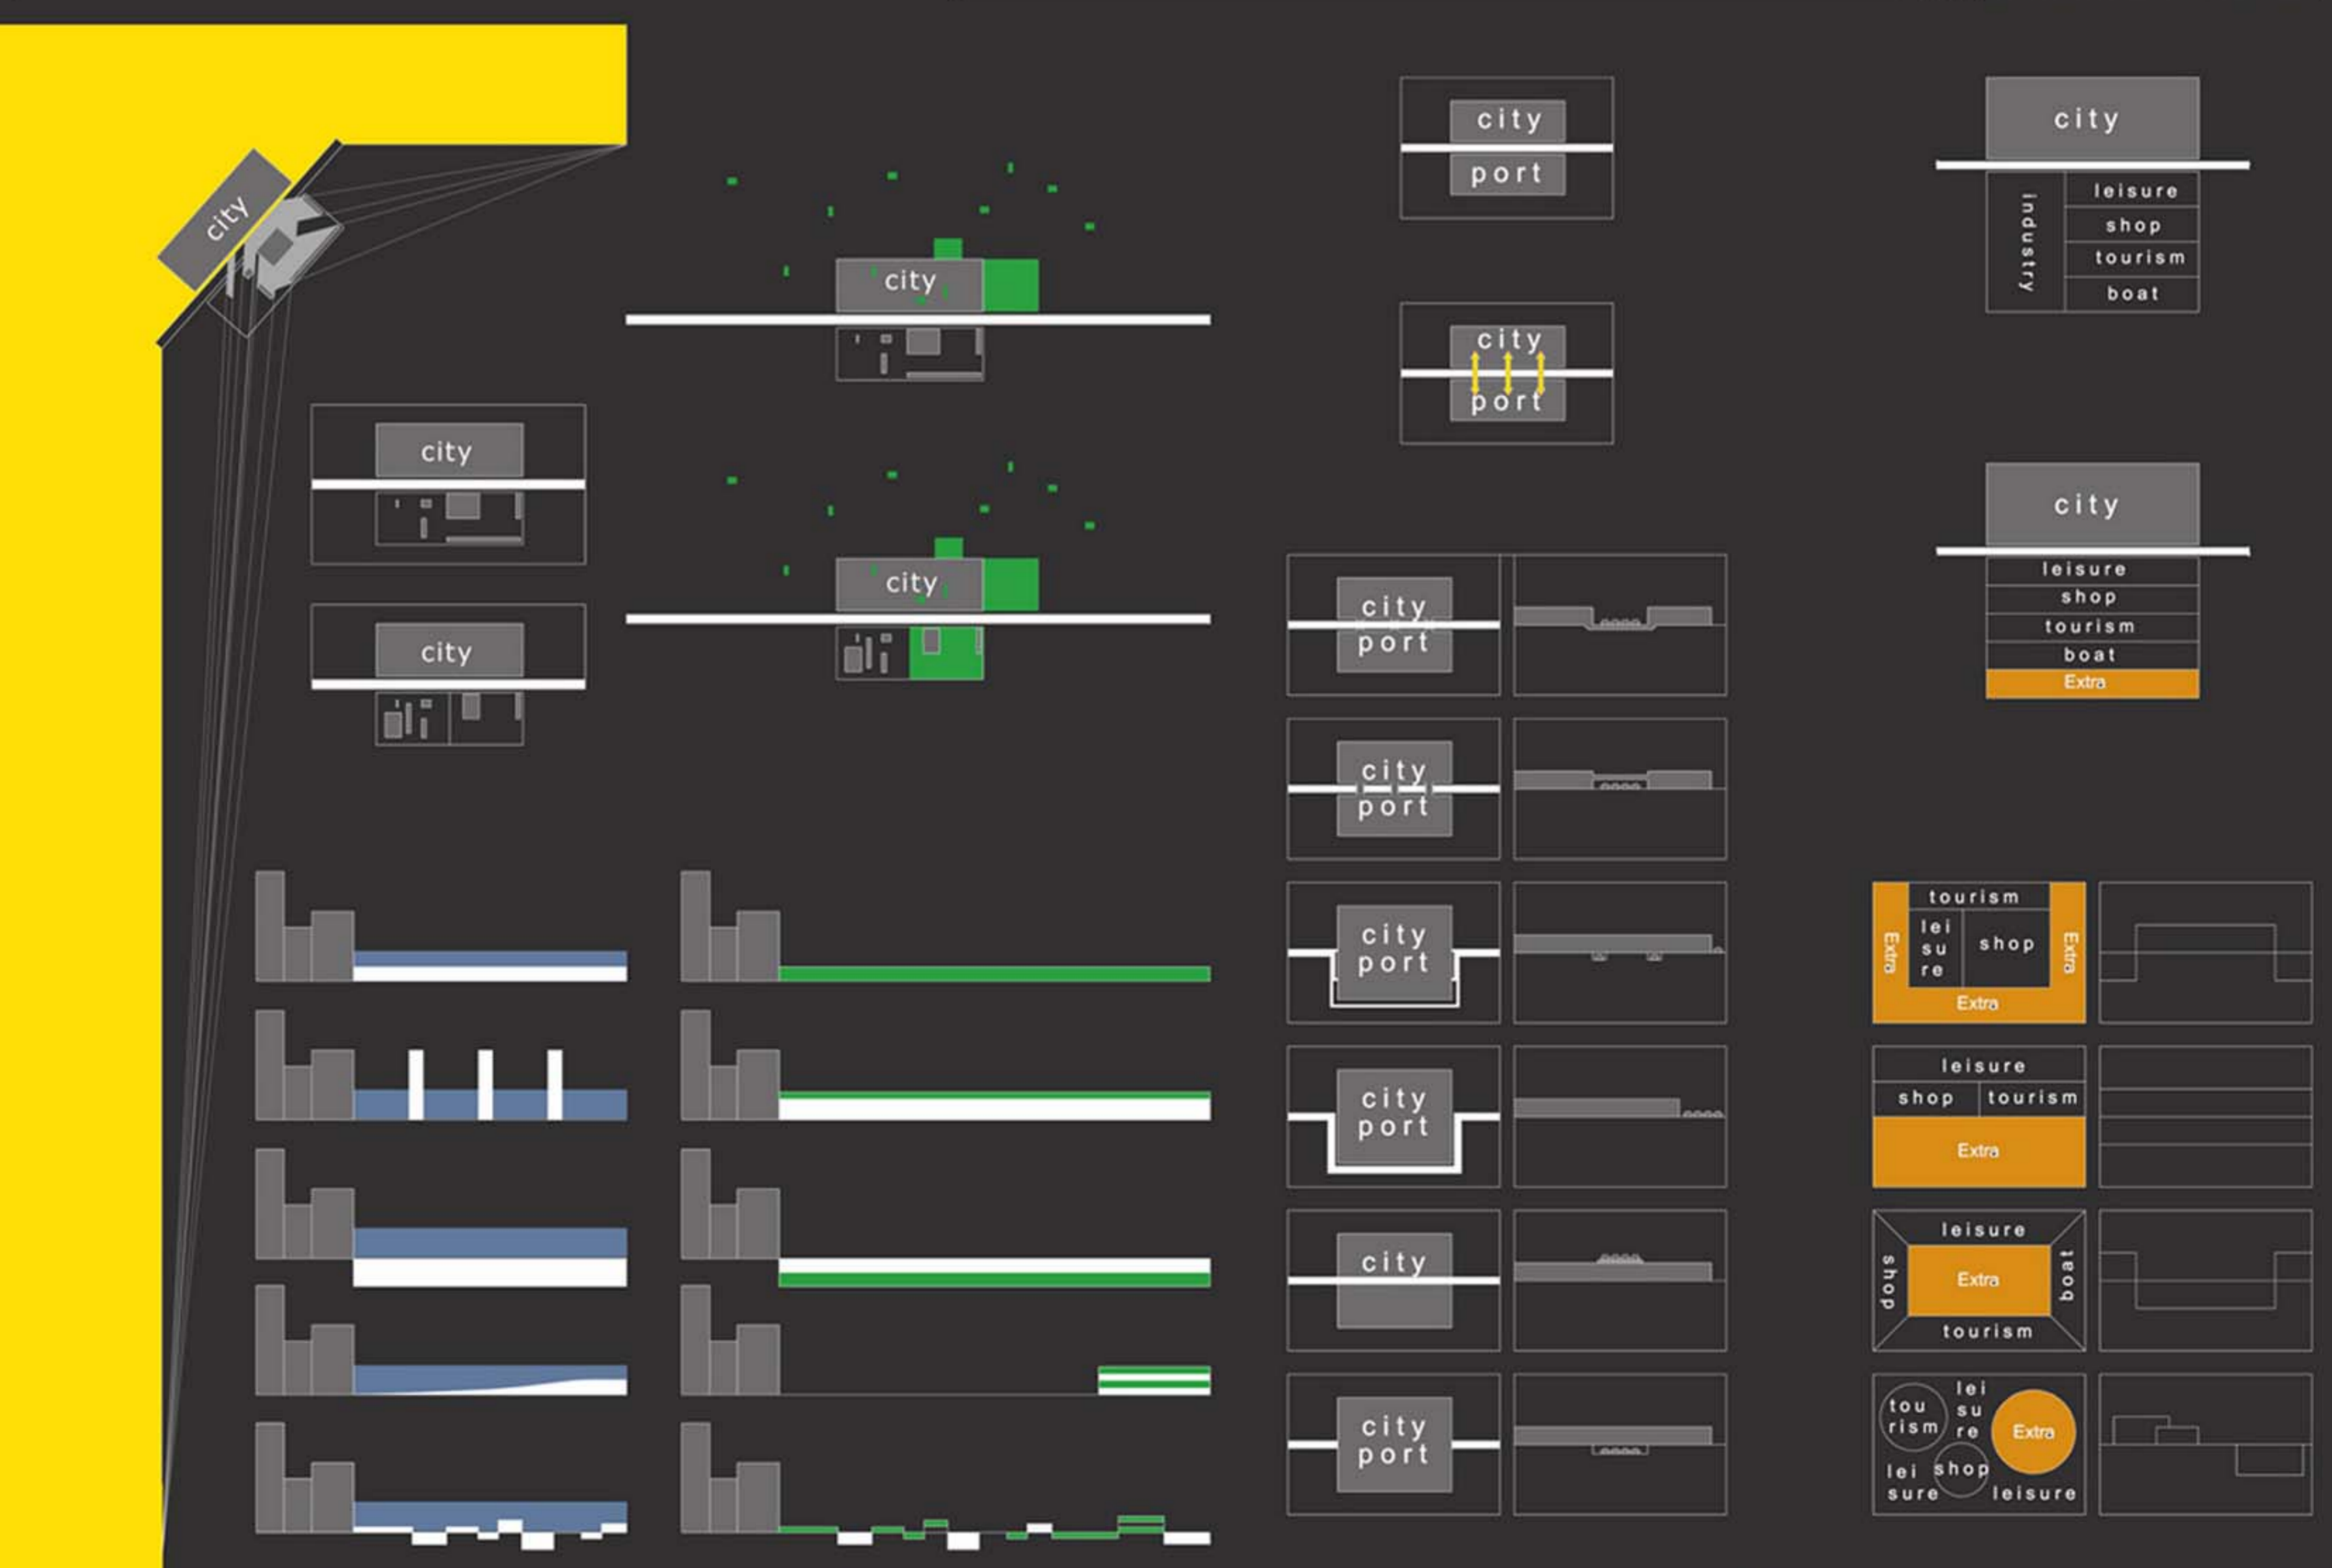 city
city
city
city
city
city
port
city
port
city
port
city
port
city
port
city
port
city
city
port
city
industry
leisure
shop
tourism
boat
city
leisure
shop
tourism
boat
Extra
tourism
Extra
lei
su
re
shop
Extra
Extra
leisure
shop
tourism
Extra
leisure
shop
Extra
boat
tourism
tou
rism
lei
su
re
Extra
lei
sure
shop
leisure